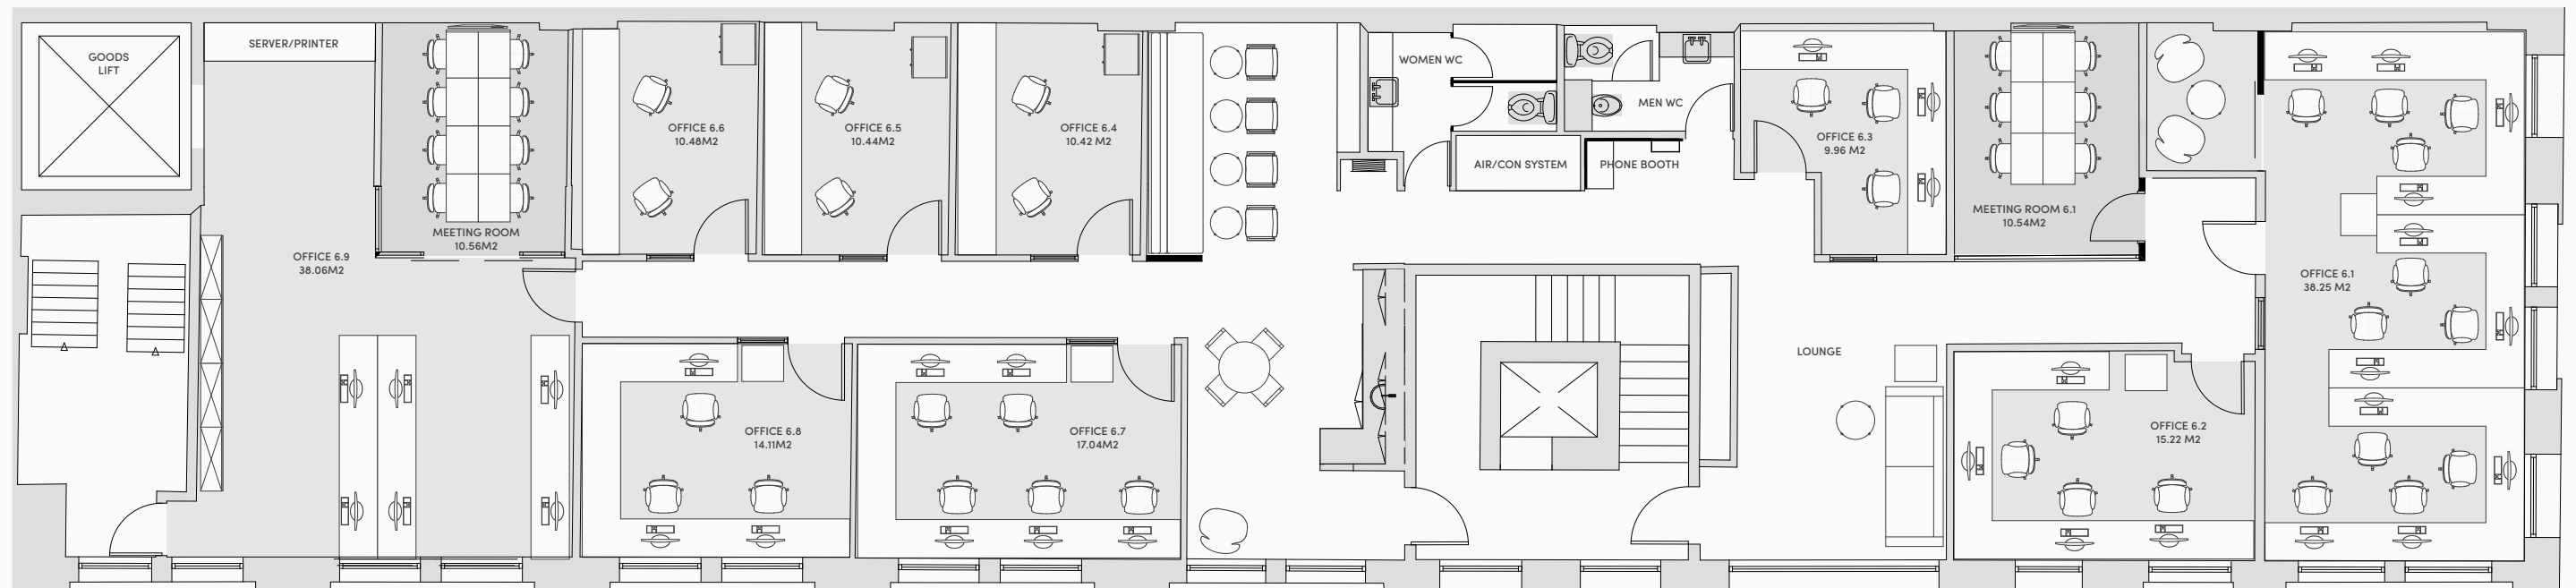 GOODS
LIFT
SERVER/PRINTER
MEETING ROOM
10.56M2
OFFICE 6.9
38.06M2
OFFICE 6.6
10.48M2
OFFICE 6.5
10.44M2
OFFICE 6.4
10.42 M2
WOMEN WC
MEN WC
AIR/CON SYSTEM
PHONE BOOTH
OFFICE 6.3
9.96 M2
MEETING ROOM 6.1
10.54M2
OFFICE 6.1
38.25 M2
OFFICE 6.8
14.11M2
OFFICE 6.7
17.04M2
LOUNGE
OFFICE 6.2
15.22 M2